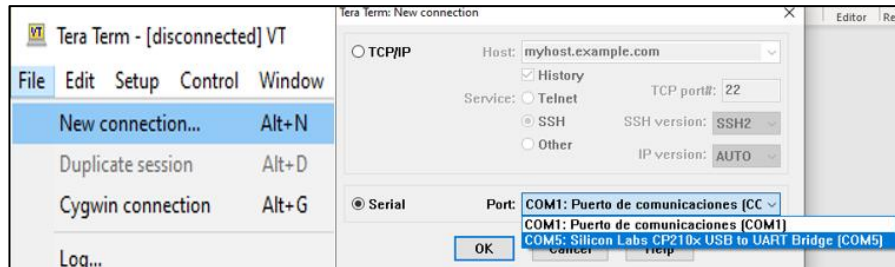 VT Tera Term - [disconnected] VT
File Edit Setup Control Window
New connection... Alt+N
Duplicate session Alt+D
Cygwin connection Alt+G
Log...
Tera Term: New connection
TCP/IP
Host: myhost.example.com
History
Service: Telnet
TCP port#: 22
SSH
SSH version: SSH2
Other
IP version: AUTO
Serial
Port: COM1: Puerto de comunicaciones (CC
COM1: Puerto de comunicaciones (COM1)
COM5: Silicon Labs CP210x USB to UART Bridge (COM5)
OK Cancel Help
Editor